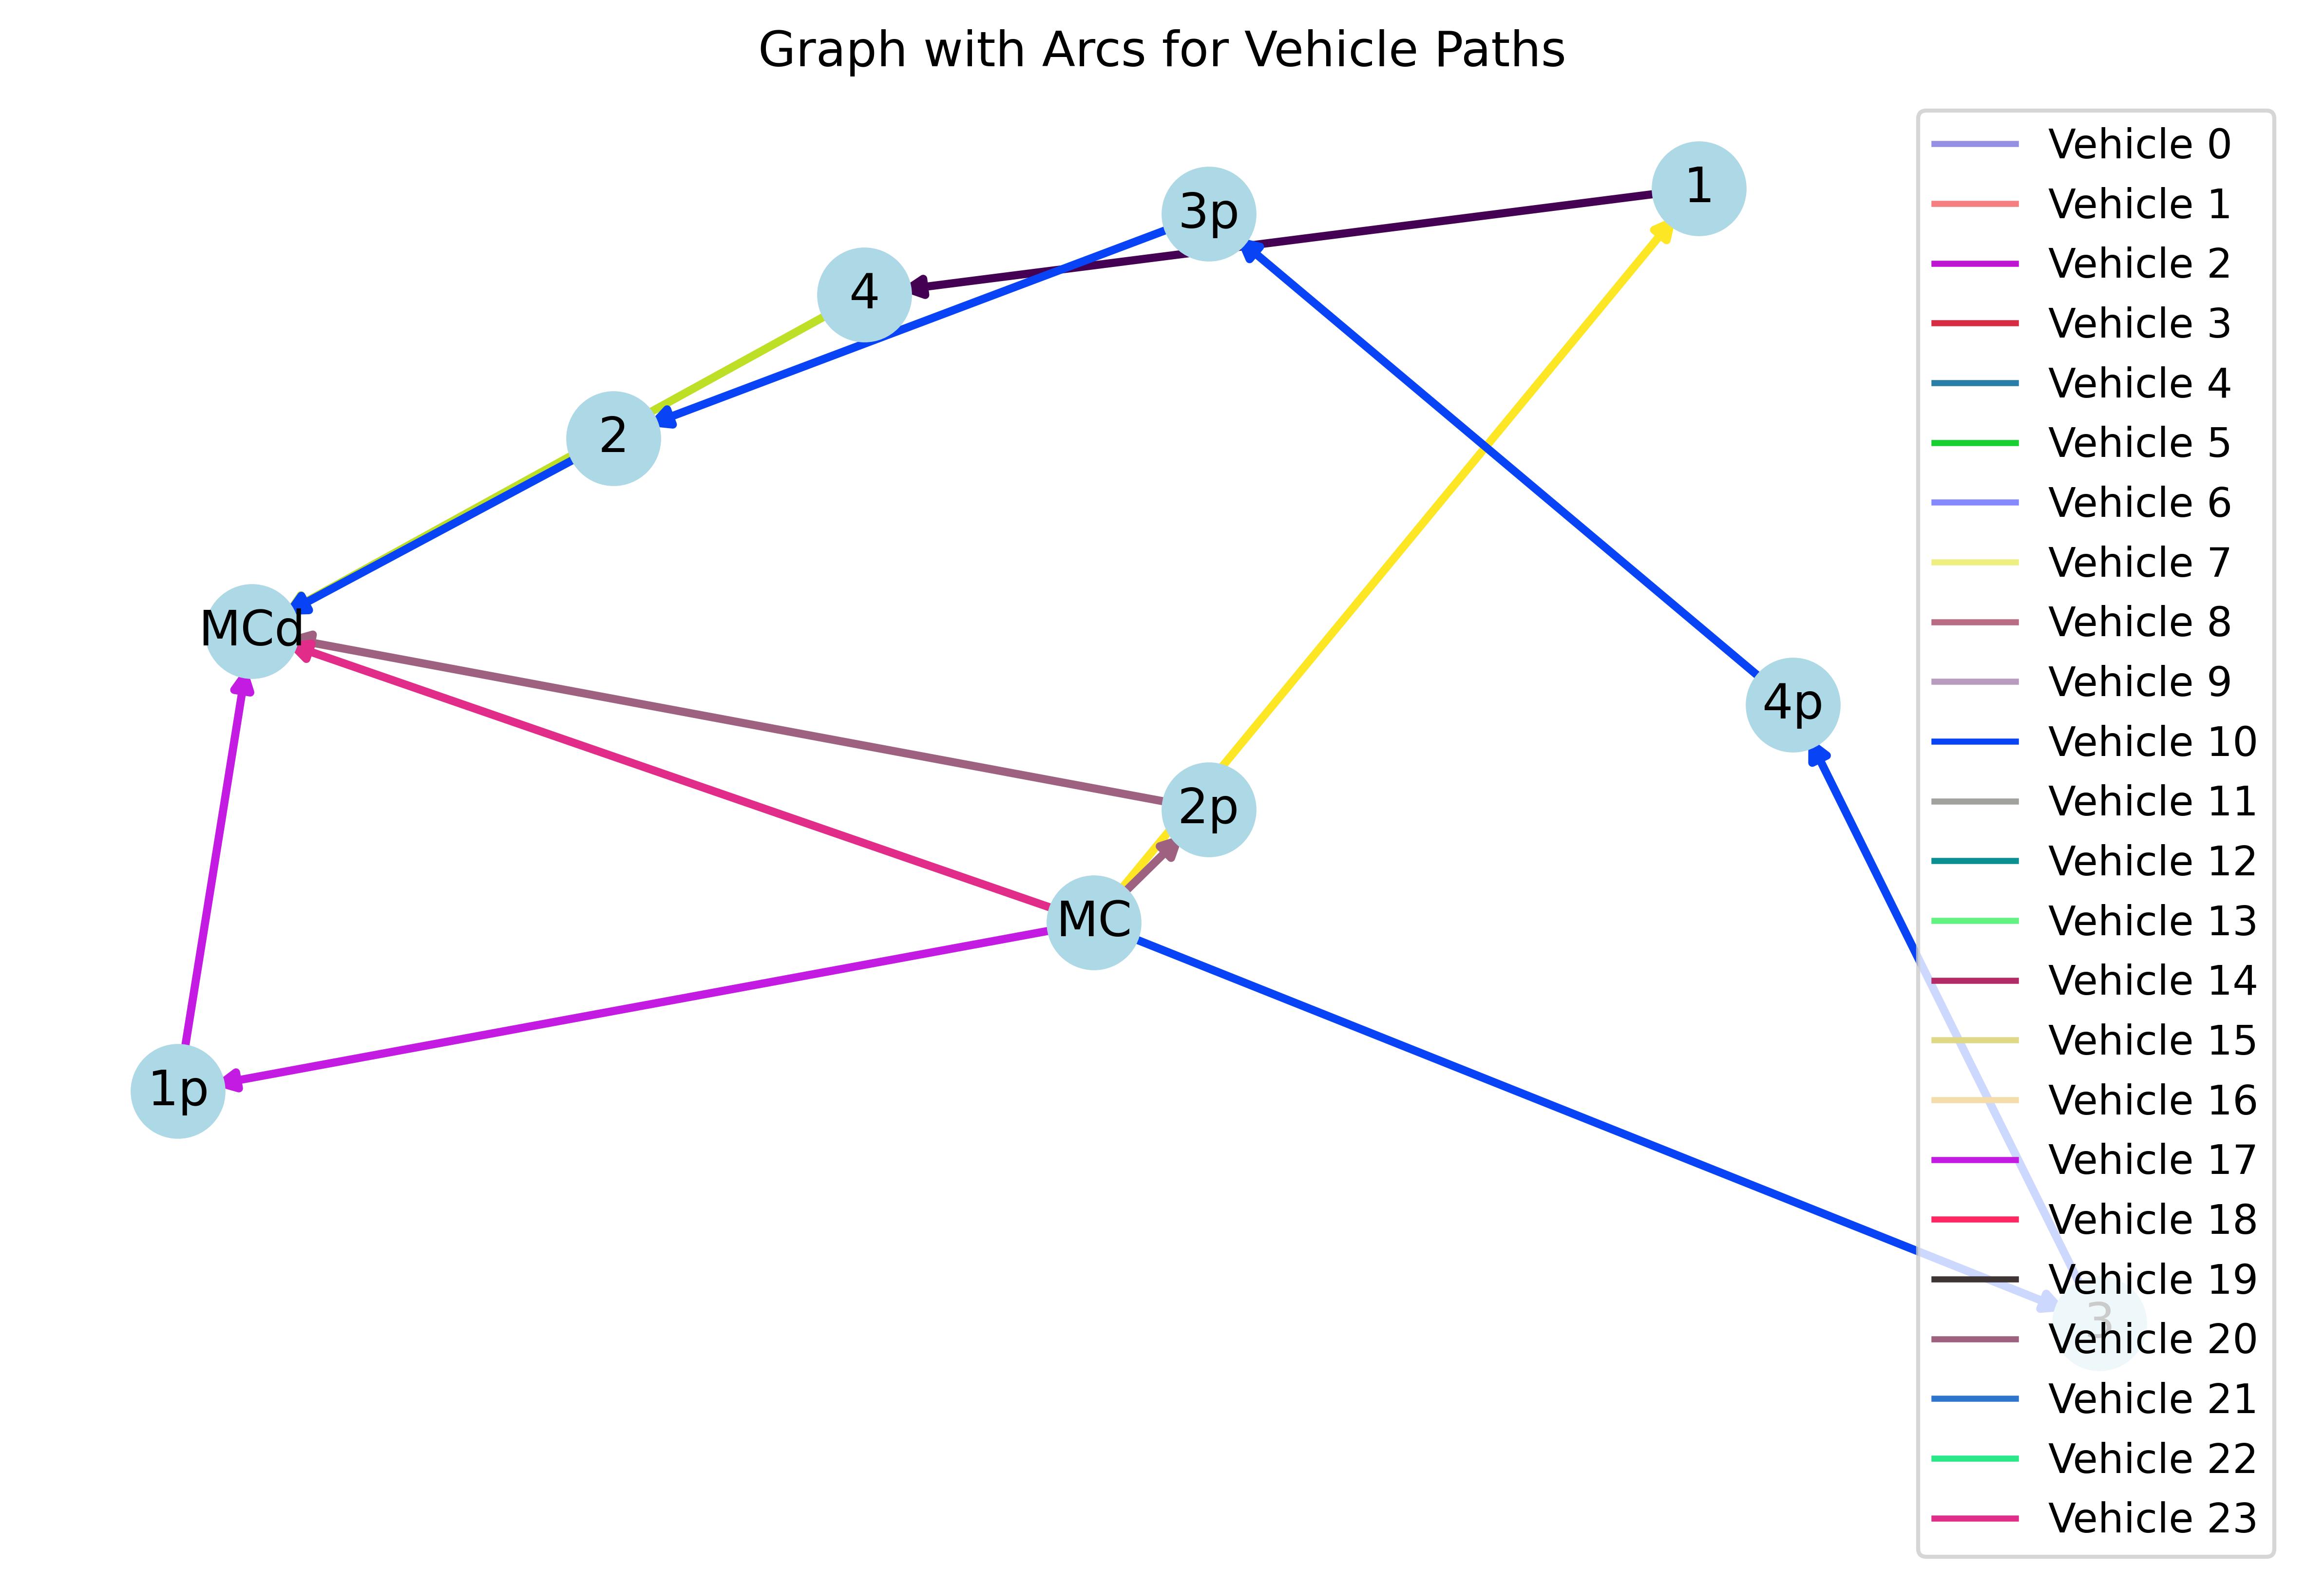 Graph with Arcs for Vehicle Paths
1
3p
4
2
MCd
4p
2p
MC
1p
3
Vehicle 0
Vehicle 1
Vehicle 2
Vehicle 3
Vehicle 4
Vehicle 5
Vehicle 6
Vehicle 7
Vehicle 8
Vehicle 9
Vehicle 10
Vehicle 11
Vehicle 12
Vehicle 13
Vehicle 14
Vehicle 15
Vehicle 16
Vehicle 17
Vehicle 18
Vehicle 19
Vehicle 20
Vehicle 21
Vehicle 22
Vehicle 23